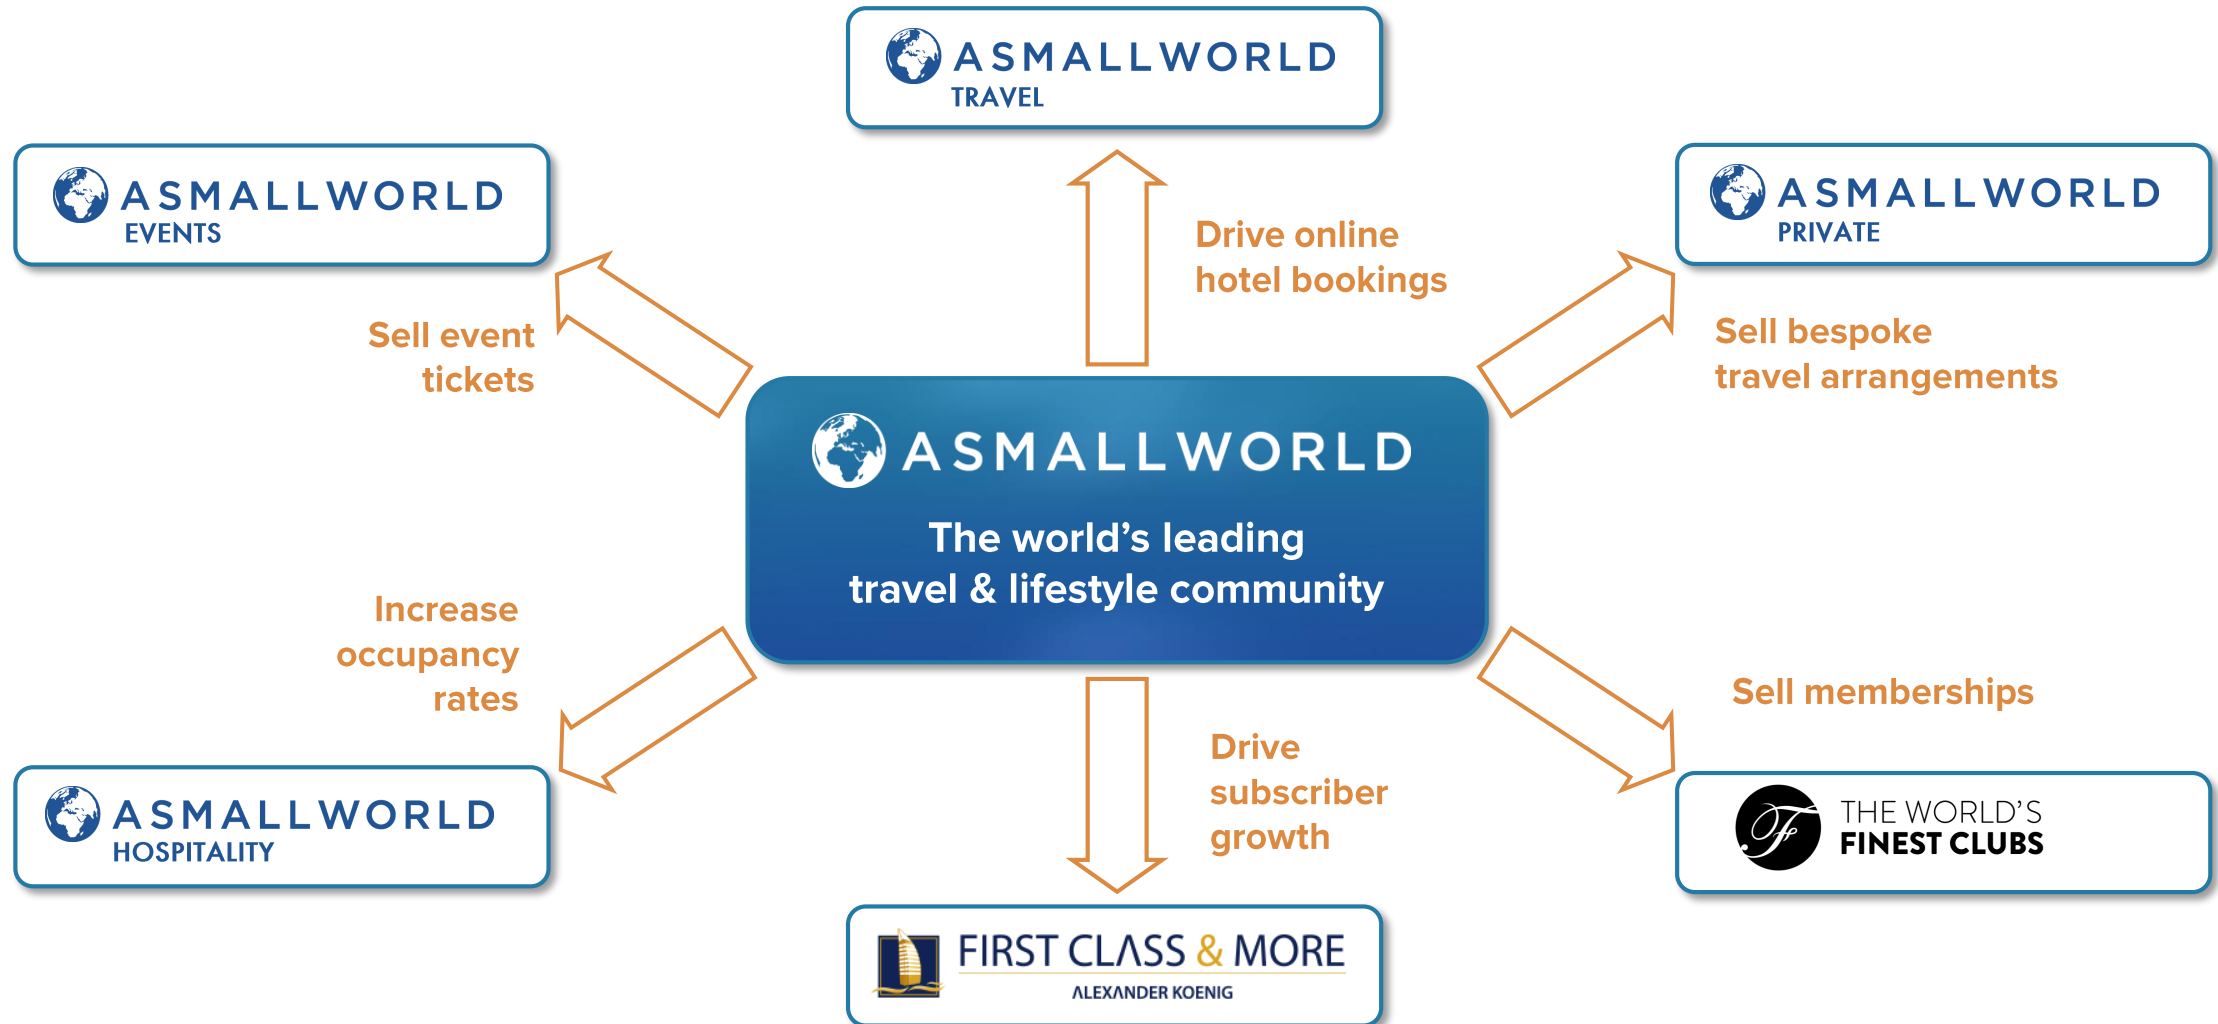 ASMALLWORLD
TRAVEL
ASMALLWORLD
EVENTS
ASMALLWORLD
PRIVATE
Drive online
hotel bookings
Sell event
tickets
Sell bespoke
travel arrangements
ASMALLWORLD
The world's leading
travel & lifestyle community
Increase
occupancy
rates
Sell memberships
Drive
subscriber
growth
ASMALLWORLD
HOSPITALITY
THE WORLD'S
FINEST CLUBS
FIRST CLASS & MORE
ALEXANDER KOENIG